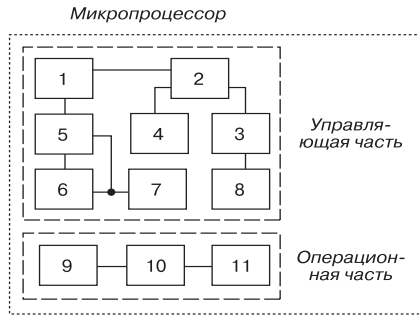 Микропроцессор
1
2
5
4
3
Управля-
ющая часть
6
7
8
9
10
11
Операцион-
ная часть